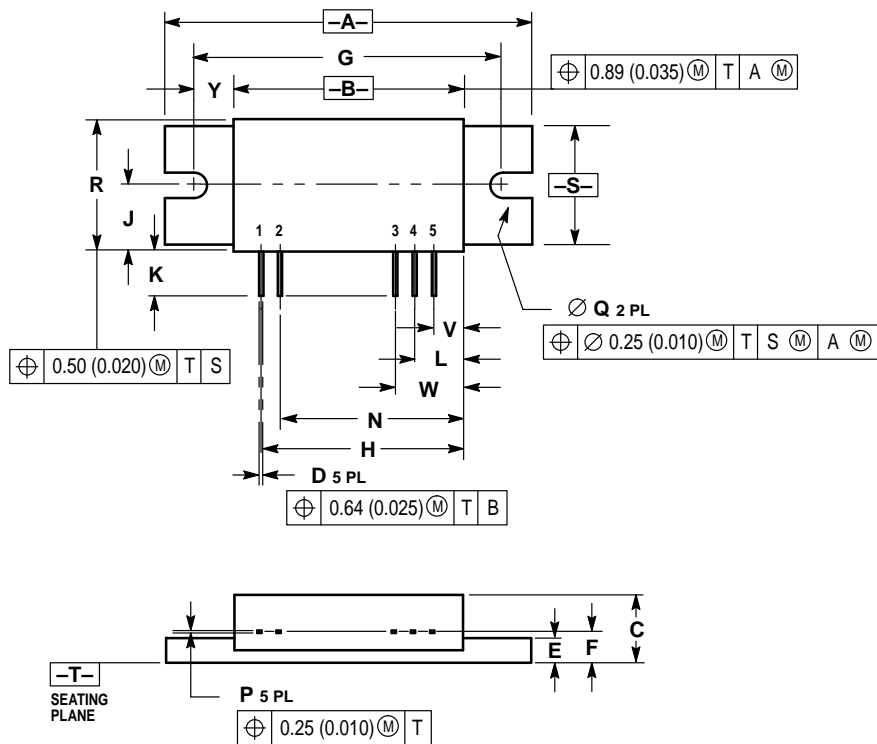 –A–
G
⌖ 0.89 (0.035) Ⓜ T A Ⓜ
Y
–B–
R
–S–
J
1 2 3 4 5
K
∅ Q 2 PL
V
⌖ ∅ 0.25 (0.010) Ⓜ T S Ⓜ A Ⓜ
L
⌖ 0.50 (0.020) Ⓜ T S
W
N
H
D 5 PL
⌖ 0.64 (0.025) Ⓜ T B
C
E F
–T–
SEATING
PLANE
P 5 PL
⌖ 0.25 (0.010) Ⓜ T